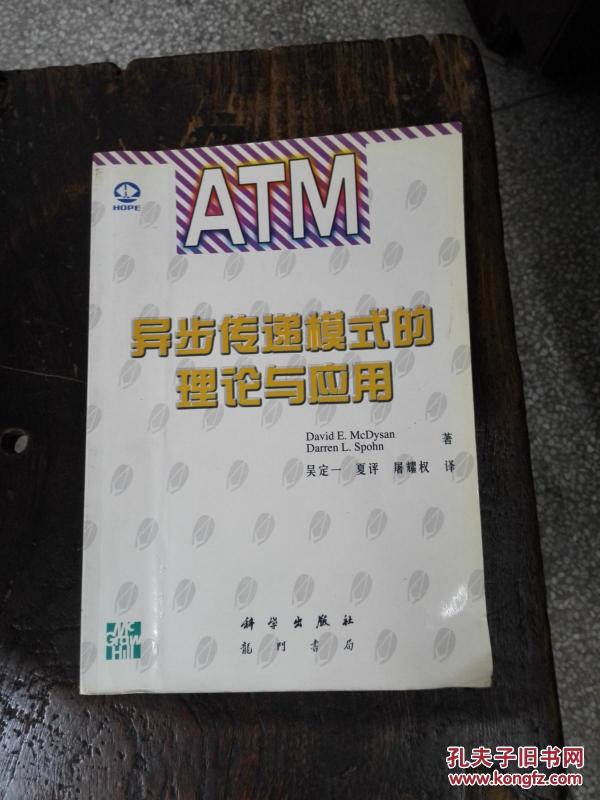 ATM
HOPE
异步传递模式的
理论与应用
David E. McDysan
Darren L. Spohn
著
吴定一 夏评 屠耀权 译
Mc
Graw
Hill
科学出版社
龍門書局
孔夫子旧书网
www.kongfz.com